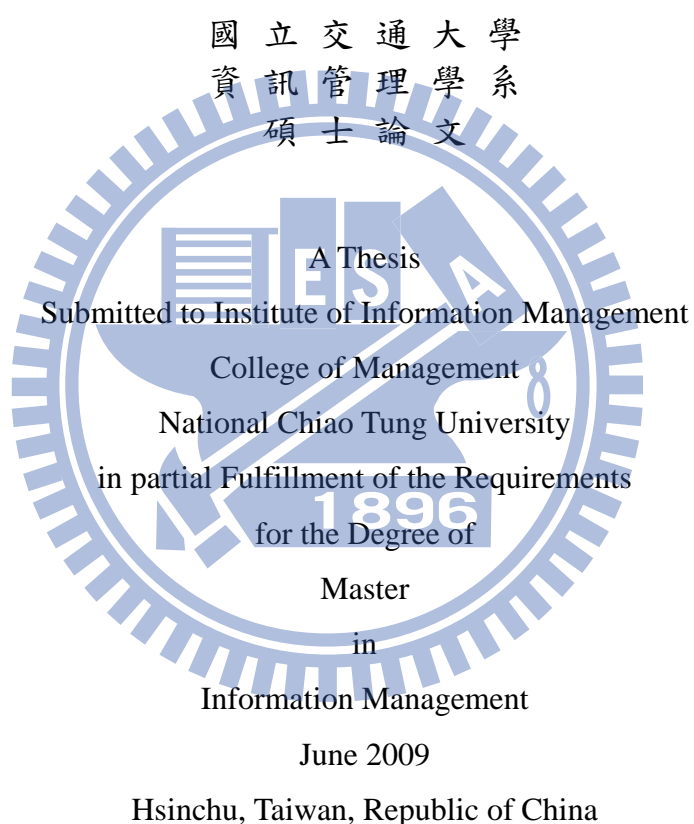 國立交通大學
資訊管理學系
碩士論文
A Thesis
Submitted to Institute of Information Management
College of Management
National Chiao Tung University
in partial Fulfillment of the Requirements
for the Degree of
Master
in
Information Management
June 2009
Hsinchu, Taiwan, Republic of China
E S A
1896